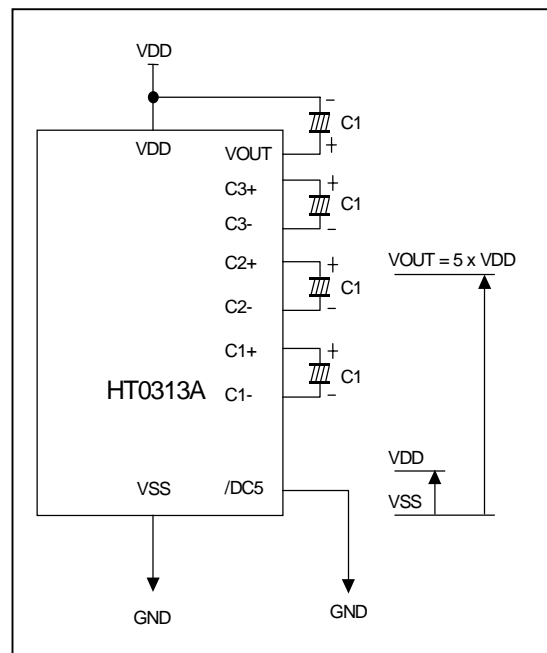 VDD
VDD
–
C1
+
VOUT
C3+
+
C1
C3-
–
C2+
+
C1
C2-
–
C1+
+
C1
C1-
–
HT0313A
VSS
/DC5
GND
GND
VOUT = 5 x VDD
VDD
VSS